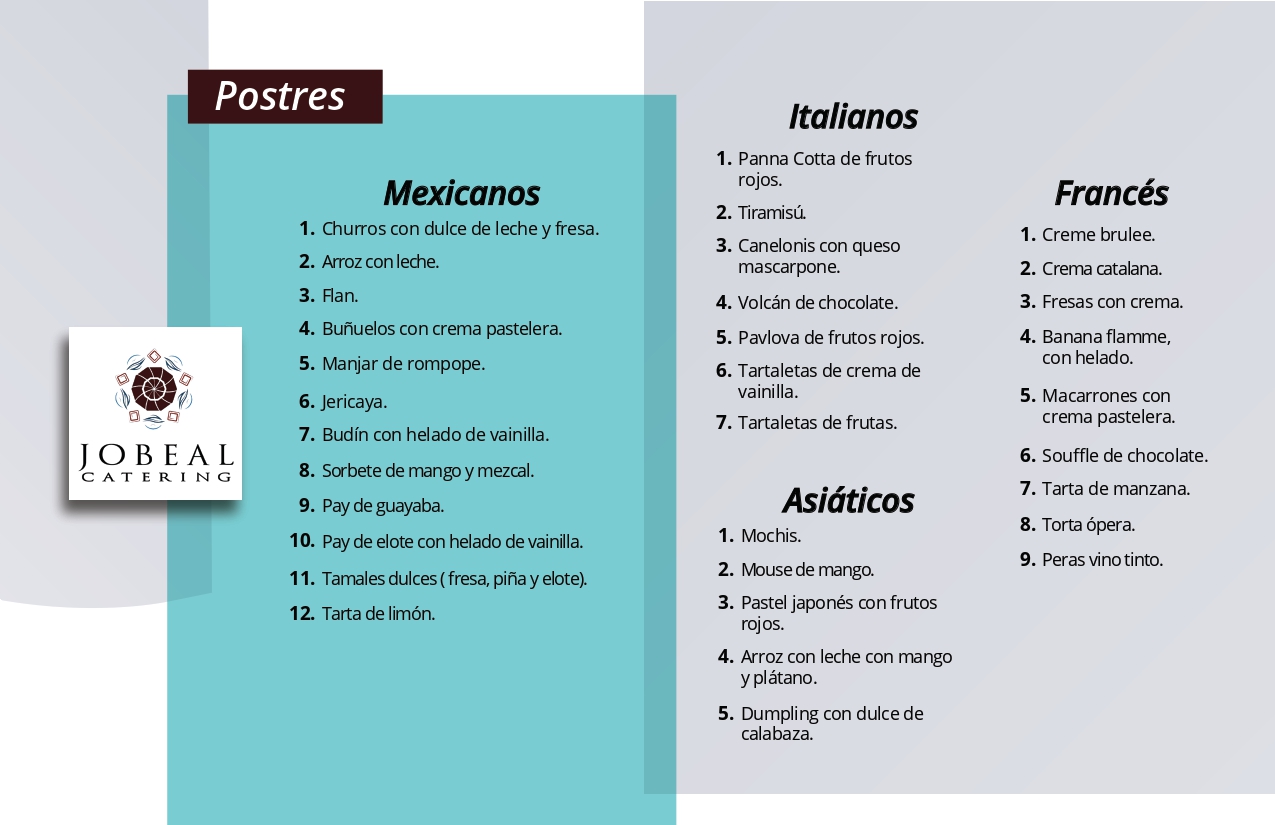 Postres
Mexicanos
1. Churros con dulce de leche y fresa.
2. Arroz con leche.
3. Flan.
4. Buñuelos con crema pastelera.
5. Manjar de rompope.
6. Jericaya.
7. Budín con helado de vainilla.
8. Sorbete de mango y mezcal.
9. Pay de guayaba.
10. Pay de elote con helado de vainilla.
11. Tamales dulces ( fresa, piña y elote).
12. Tarta de limón.
JOBEAL
CATERING
Italianos
1. Panna Cotta de frutos
rojos.
2. Tiramisú.
3. Canelonis con queso
mascarpone.
4. Volcán de chocolate.
5. Pavlova de frutos rojos.
6. Tartaletas de crema de
vainilla.
7. Tartaletas de frutas.
Asiáticos
1. Mochis.
2. Mouse de mango.
3. Pastel japonés con frutos
rojos.
4. Arroz con leche con mango
y plátano.
5. Dumpling con dulce de
calabaza.
Francés
1. Creme brulee.
2. Crema catalana.
3. Fresas con crema.
4. Banana flamme,
con helado.
5. Macarrones con
crema pastelera.
6. Souffle de chocolate.
7. Tarta de manzana.
8. Torta ópera.
9. Peras vino tinto.